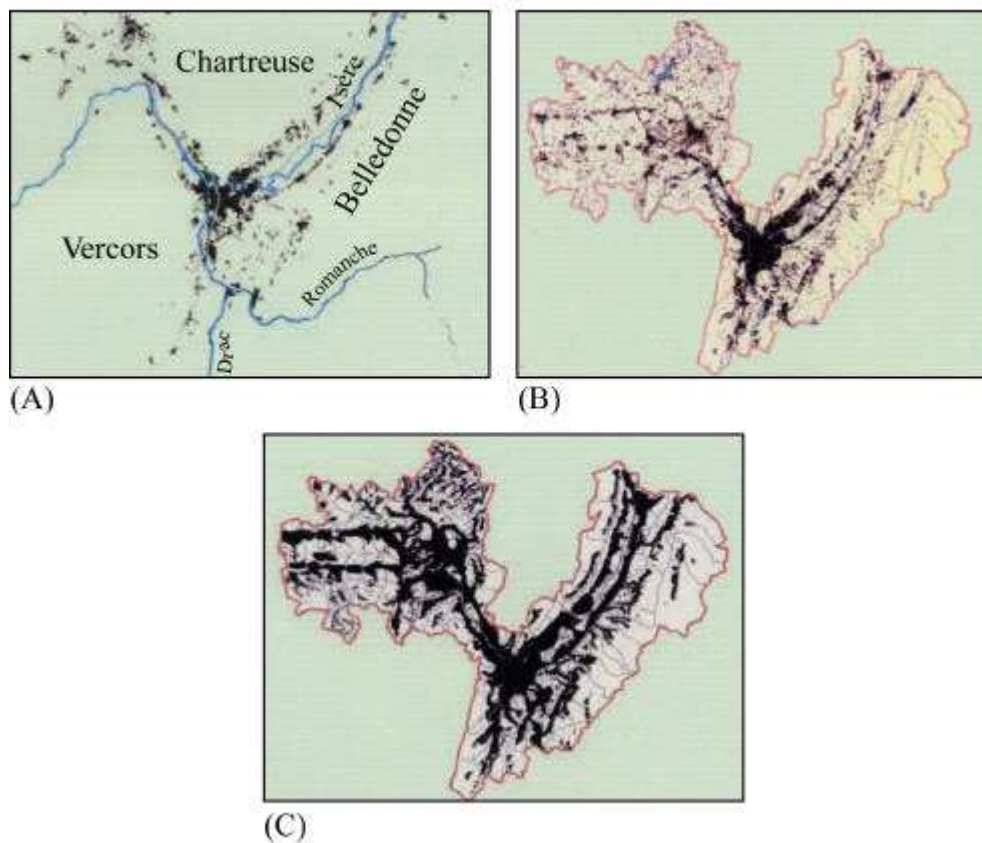 Chartreuse
Isère
Belledonne
Vercors
Romanche
Drac
(A)
(B)
(C)